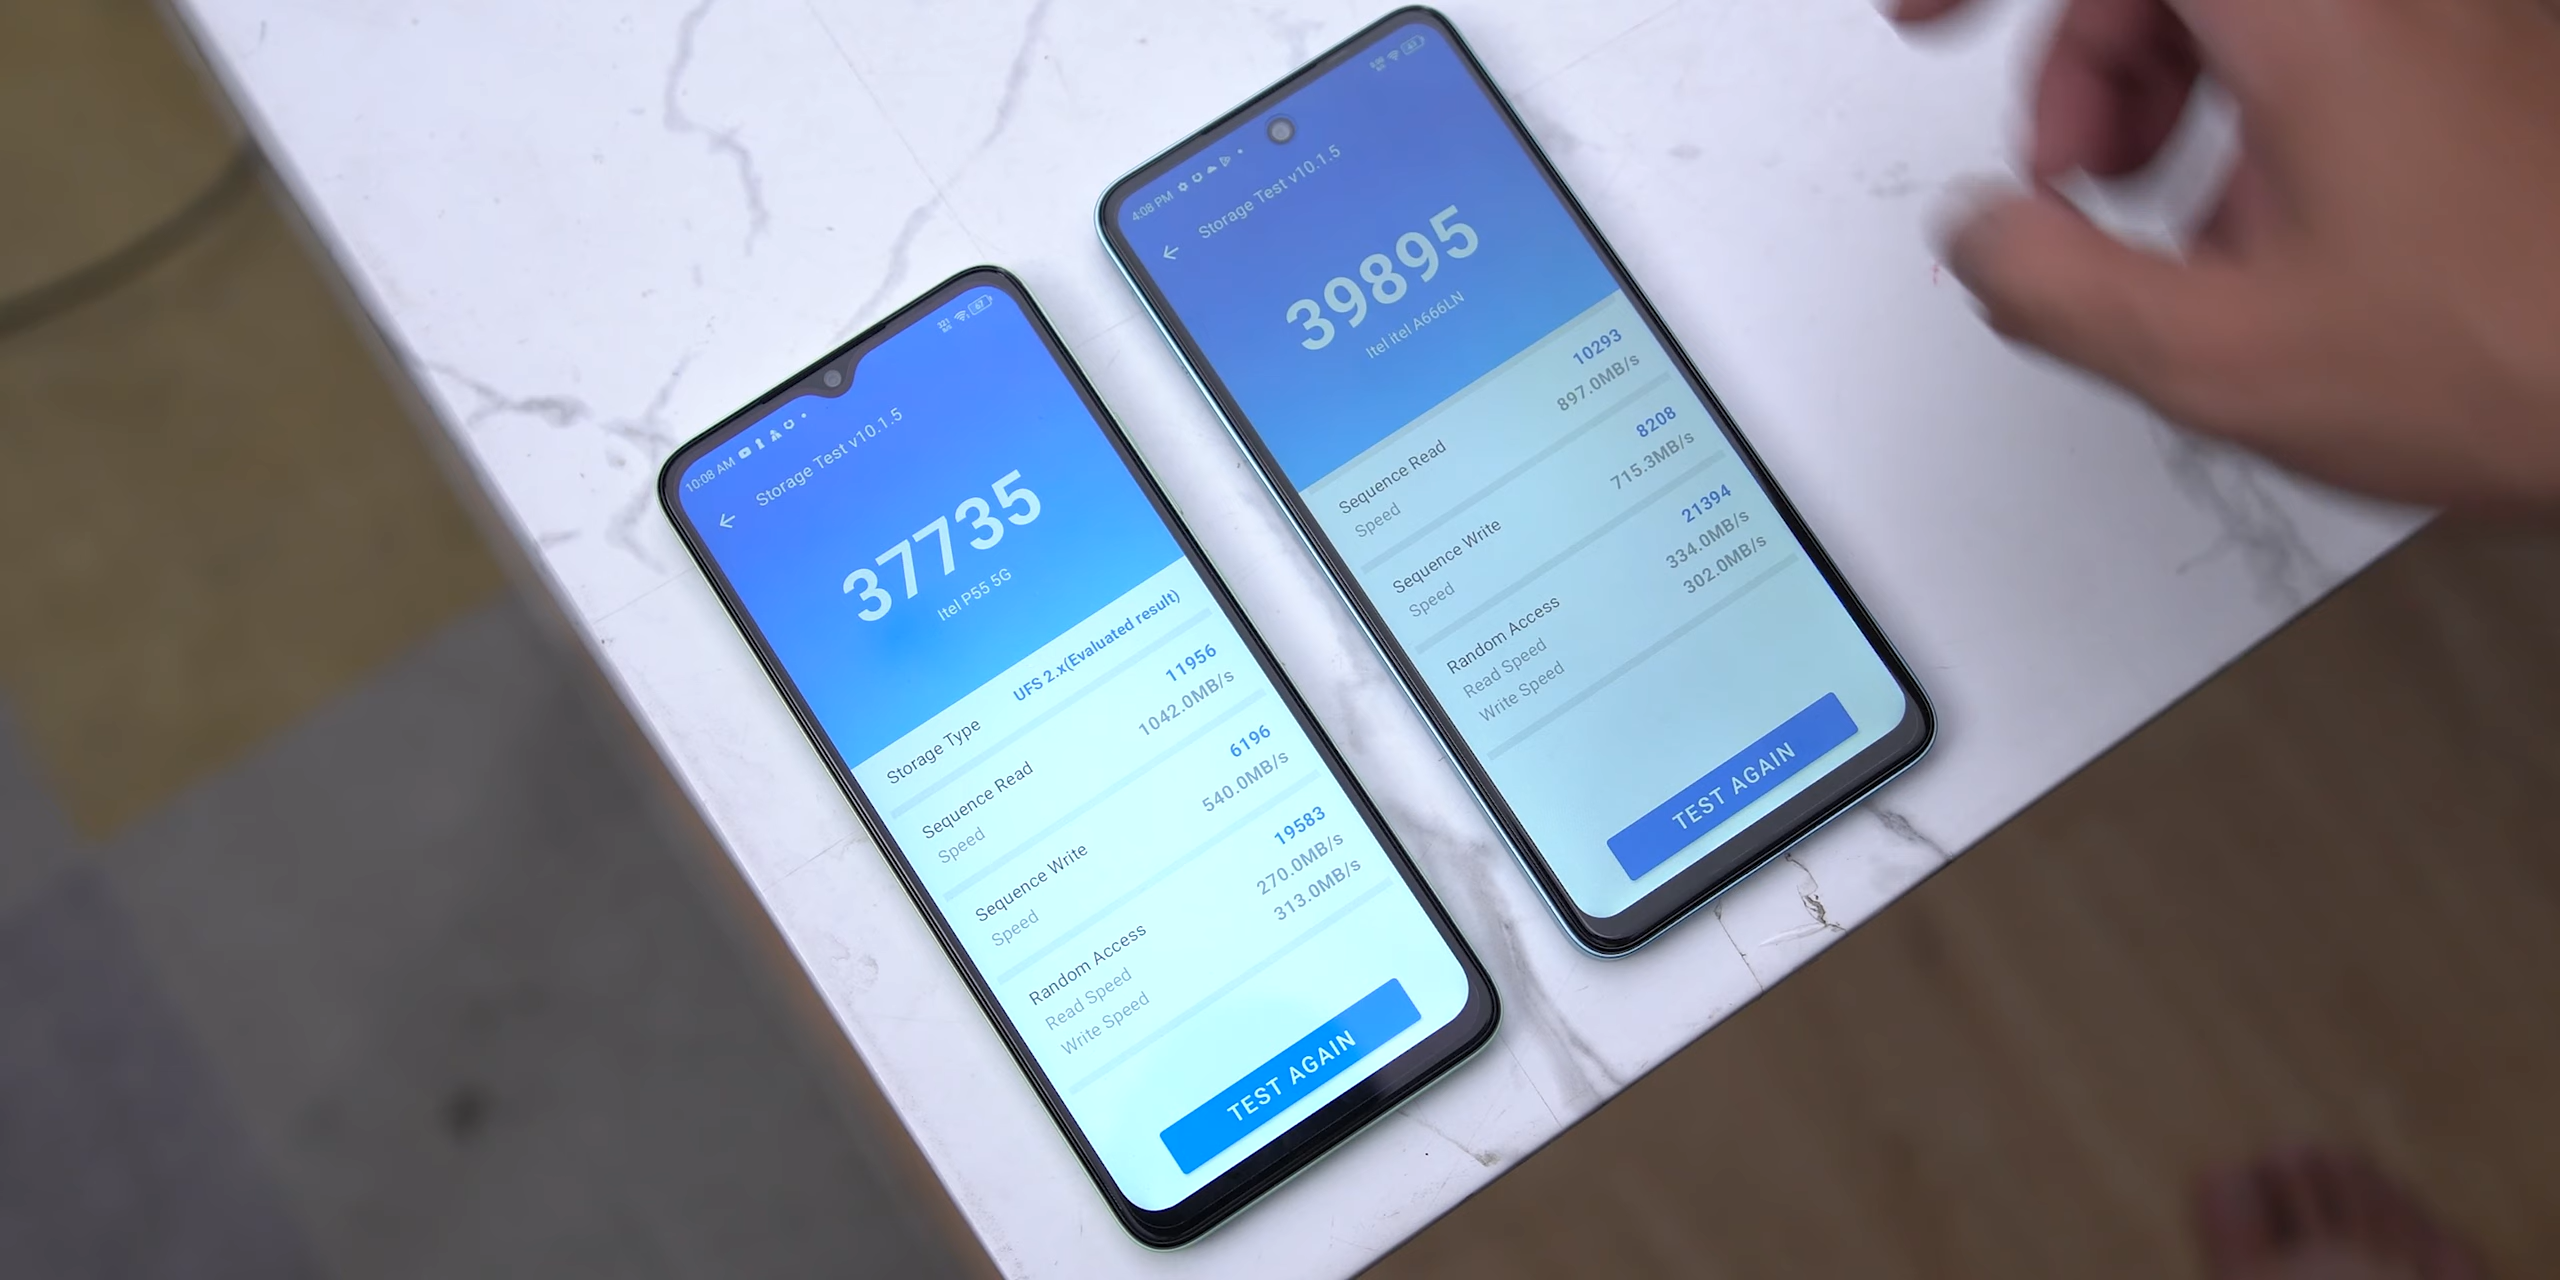 10:08 AM
67
Storage Test v10.1.5
37735
Itel P55 5G
Storage Type UFS 2.x(Evaluated result)
Sequence Read 11956
Speed 1042.0MB/s
Sequence Write 6196
Speed 540.0MB/s
Random Access 19583
Read Speed 270.0MB/s
Write Speed 313.0MB/s
TEST AGAIN
4:08 PM
Storage Test v10.1.5
39895
Itel itel A666LN
Sequence Read 10293
Speed 897.0MB/s
Sequence Write 8208
Speed 715.3MB/s
Random Access 21394
Read Speed 334.0MB/s
Write Speed 302.0MB/s
TEST AGAIN